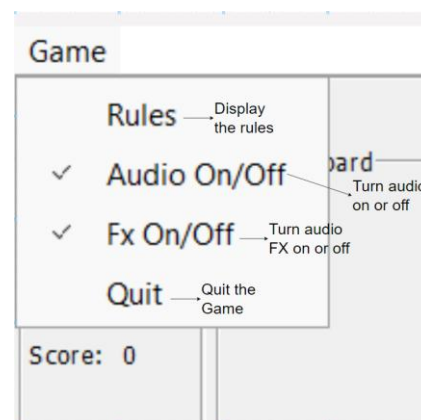 Game
Rules
Display
the rules
Audio On/Off
Turn audio
on or off
Fx On/Off
Turn audio
FX on or off
Quit
Quit the
Game
Score: 0